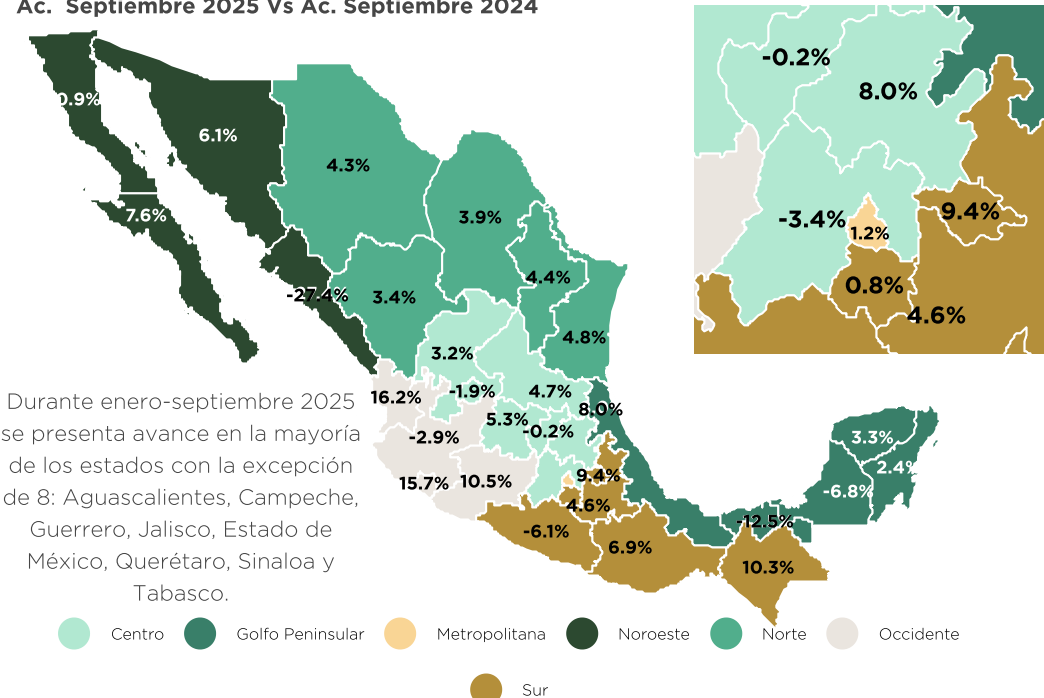 Ac. Septiembre 2025 Vs Ac. Septiembre 2024
-0.2%
8.0%
-3.4%
1.2%
9.4%
0.8%
4.6%
0.9%
6.1%
7.6%
4.3%
3.9%
-27.4%
3.4%
4.4%
4.8%
3.2%
16.2%
-1.9%
4.7%
5.3%
8.0%
-0.2%
-2.9%
15.7%
10.5%
9.4%
4.6%
-6.1%
6.9%
3.3%
2.4%
-6.8%
-12.5%
10.3%
Durante enero-septiembre 2025
se presenta avance en la mayoría
de los estados con la excepción
de 8: Aguascalientes, Campeche,
Guerrero, Jalisco, Estado de
México, Querétaro, Sinaloa y
Tabasco.
Centro
Golfo Peninsular
Metropolitana
Noroeste
Norte
Occidente
Sur